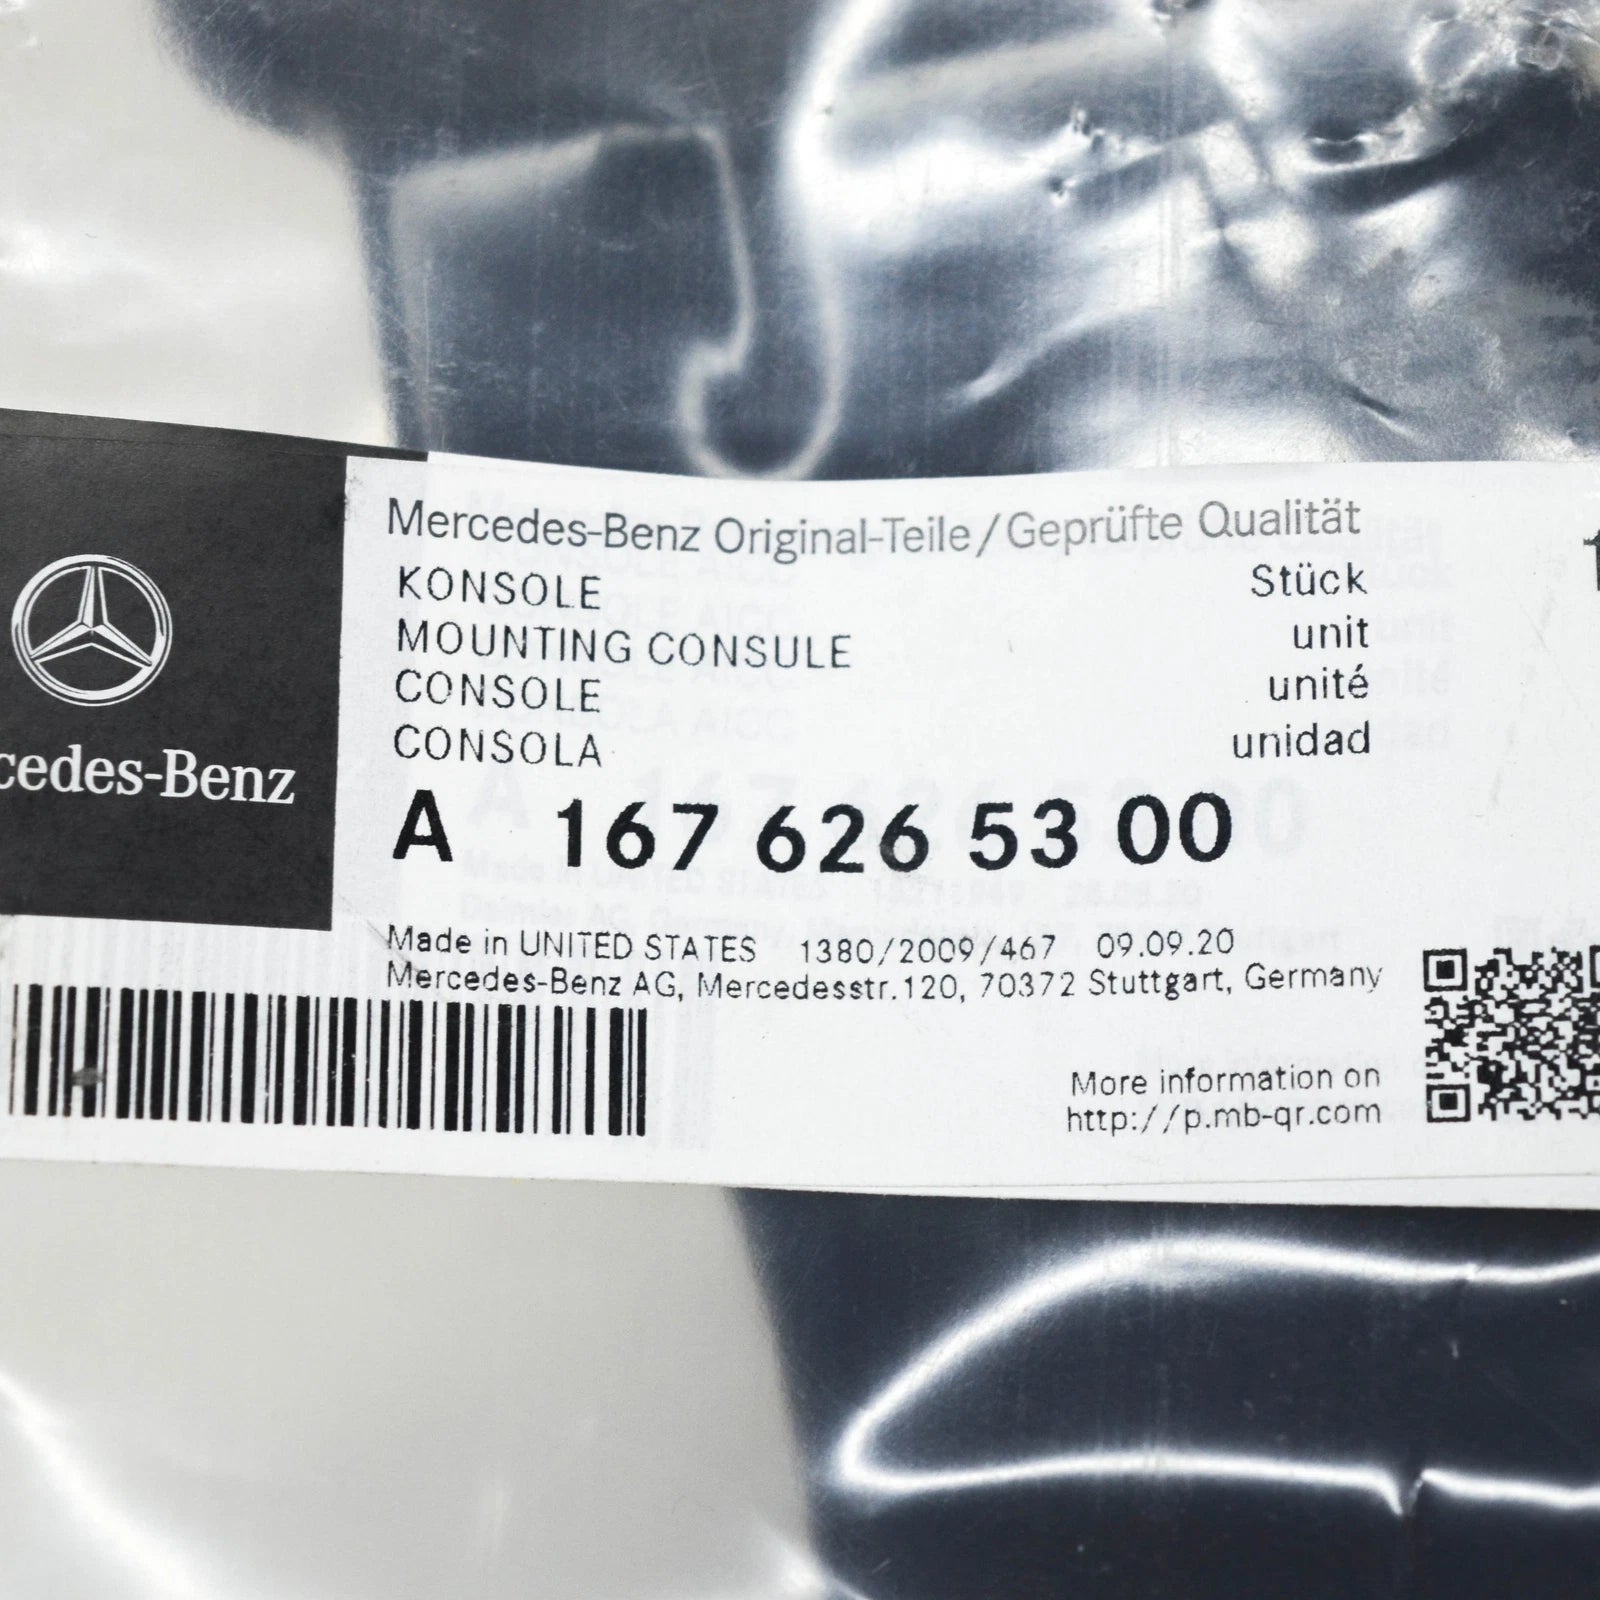 Mercedes-Benz Original-Teile/Geprüfte Qualität
KONSOLE Stück
MOUNTING CONSULE unit
CONSOLE unité
CONSOLA unidad
cedes-Benz
A 167 626 53 00
Made in UNITED STATES 1380/2009/467 09.09.20
Mercedes-Benz AG, Mercedesstr.120, 70372 Stuttgart, Germany
More information on
http://p.mb-qr.com